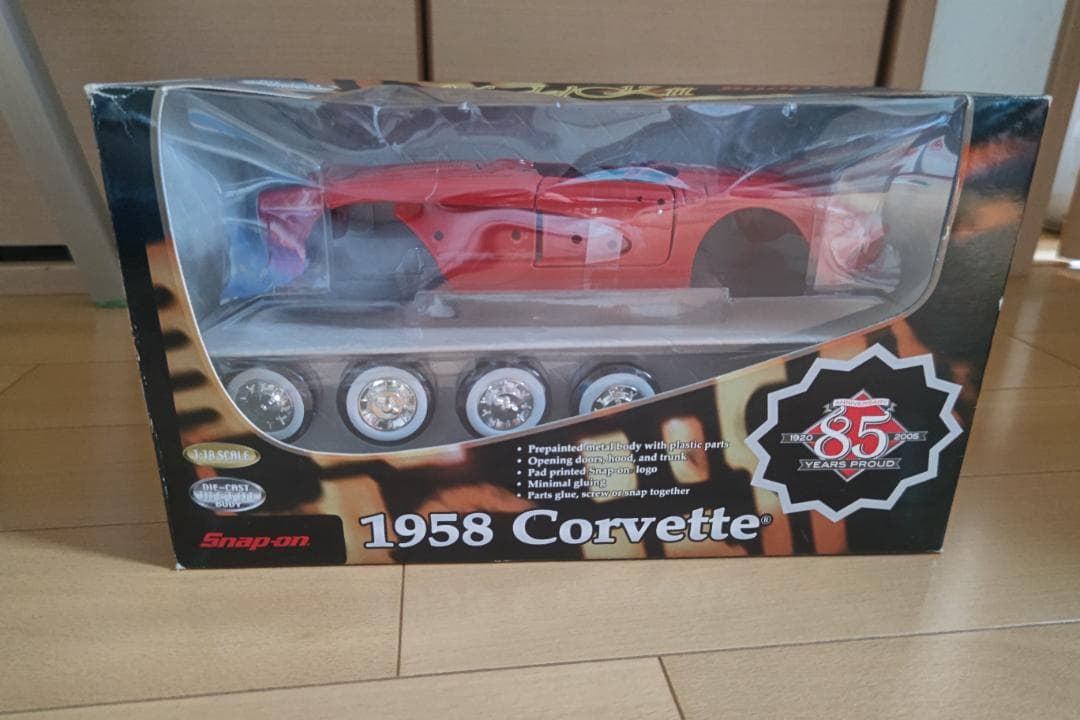 1:18 SCALE
DIE-CAST
METAL
BODY
Snap-on
• Prepainted metal body with plastic parts
• Opening doors, hood, and trunk
• Pad printed Snap-on logo
• Minimal gluing
• Parts glue, screw or snap together
1958 Corvette®
ANNIVERSARY
1920 85 2005
YEARS PROUD